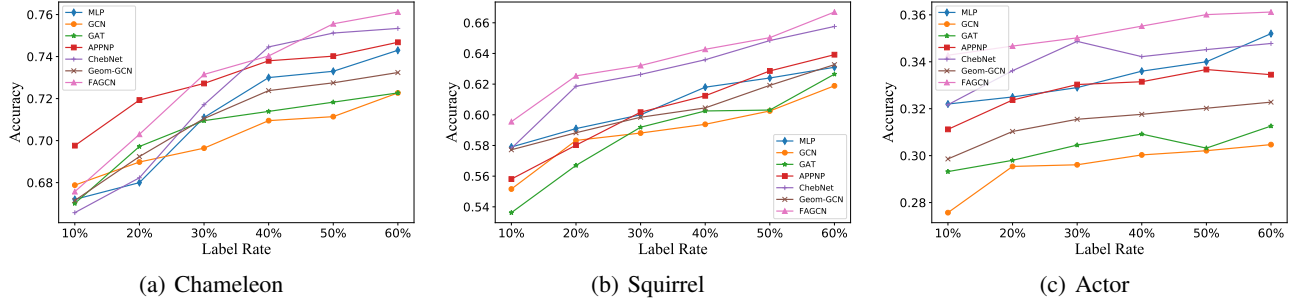 0.76
0.74
0.72
0.70
0.68
Accuracy
MLP
GCN
GAT
APPNP
ChebNet
Geom-GCN
FAGCN
10% 20% 30% 40% 50% 60%
Label Rate
(a) Chameleon
0.66
0.64
0.62
0.60
0.58
0.56
0.54
Accuracy
MLP
GCN
GAT
APPNP
ChebNet
Geom-GCN
FAGCN
10% 20% 30% 40% 50% 60%
Label Rate
(b) Squirrel
0.36
0.34
0.32
0.30
0.28
Accuracy
MLP
GCN
GAT
APPNP
ChebNet
Geom-GCN
FAGCN
10% 20% 30% 40% 50% 60%
Label Rate
(c) Actor